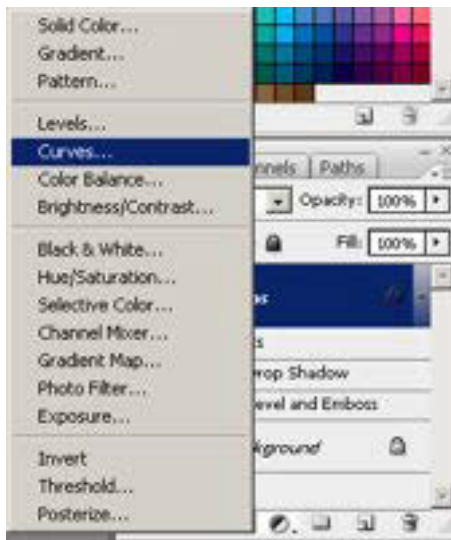 Solid Color...
Gradient...
Pattern...
Levels...
Curves...
Color Balance...
Brightness/Contrast...
Black & White...
Hue/Saturation...
Selective Color...
Channel Mixer...
Gradient Map...
Photo Filter...
Exposure...
Invert
Threshold...
Posterize...
nnels Paths
Opacity: 100%
Fill: 100%
rop Shadow
evel and Emboss
kground